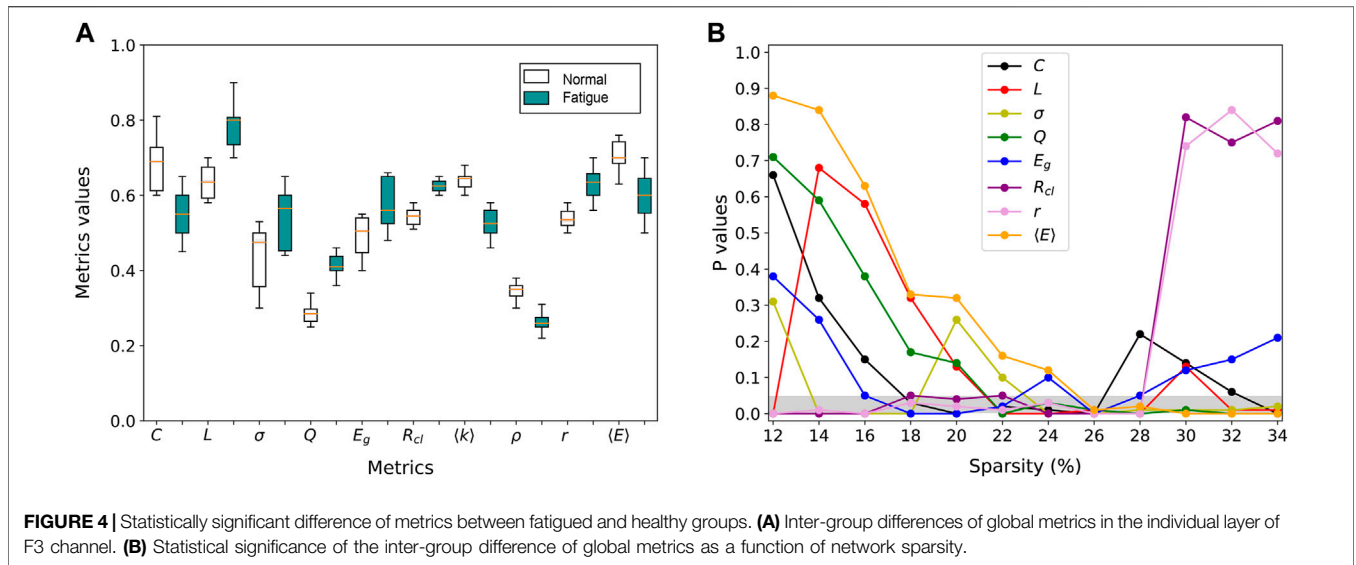 A
1.0
0.8
0.6
0.4
0.2
0.0
Metrics values
Normal
Fatigue
C L σ Q E_g R_cl ⟨k⟩ ρ r ⟨E⟩
Metrics
B
1.0
0.9
0.8
0.7
0.6
0.5
0.4
0.3
0.2
0.1
0.0
P values
C
L
σ
Q
E_g
R_cl
r
⟨E⟩
12 14 16 18 20 22 24 26 28 30 32 34
Sparsity (%)
FIGURE 4 | Statistically significant difference of metrics between fatigued and healthy groups. (A) Inter-group differences of global metrics in the individual layer of
F3 channel. (B) Statistical significance of the inter-group difference of global metrics as a function of network sparsity.